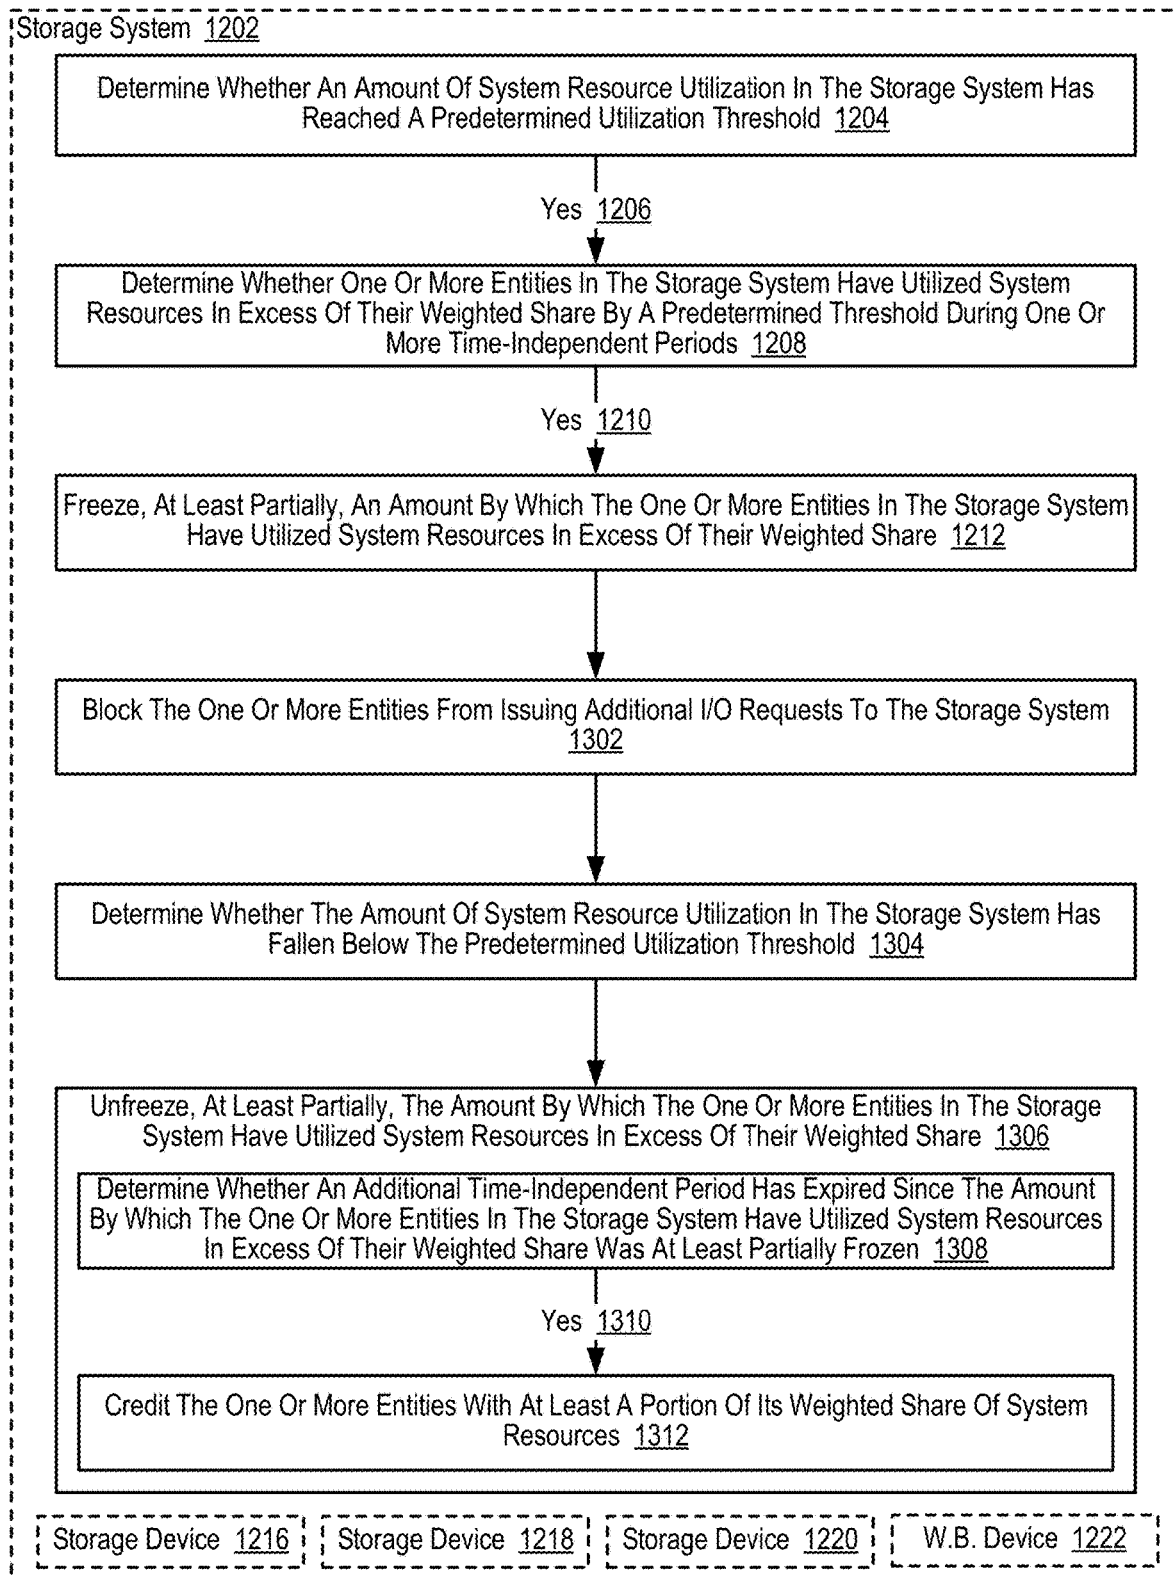 Storage System 1202
Determine Whether An Amount Of System Resource Utilization In The Storage System Has
Reached A Predetermined Utilization Threshold 1204
Yes 1206
Determine Whether One Or More Entities In The Storage System Have Utilized System
Resources In Excess Of Their Weighted Share By A Predetermined Threshold During One Or
More Time-Independent Periods 1208
Yes 1210
Freeze, At Least Partially, An Amount By Which The One Or More Entities In The Storage System
Have Utilized System Resources In Excess Of Their Weighted Share 1212
Block The One Or More Entities From Issuing Additional I/O Requests To The Storage System
1302
Determine Whether The Amount Of System Resource Utilization In The Storage System Has
Fallen Below The Predetermined Utilization Threshold 1304
Unfreeze, At Least Partially, The Amount By Which The One Or More Entities In The Storage
System Have Utilized System Resources In Excess Of Their Weighted Share 1306
Determine Whether An Additional Time-Independent Period Has Expired Since The Amount
By Which The One Or More Entities In The Storage System Have Utilized System Resources
In Excess Of Their Weighted Share Was At Least Partially Frozen 1308
Yes 1310
Credit The One Or More Entities With At Least A Portion Of Its Weighted Share Of System
Resources 1312
Storage Device 1216 Storage Device 1218 Storage Device 1220 W.B. Device 1222